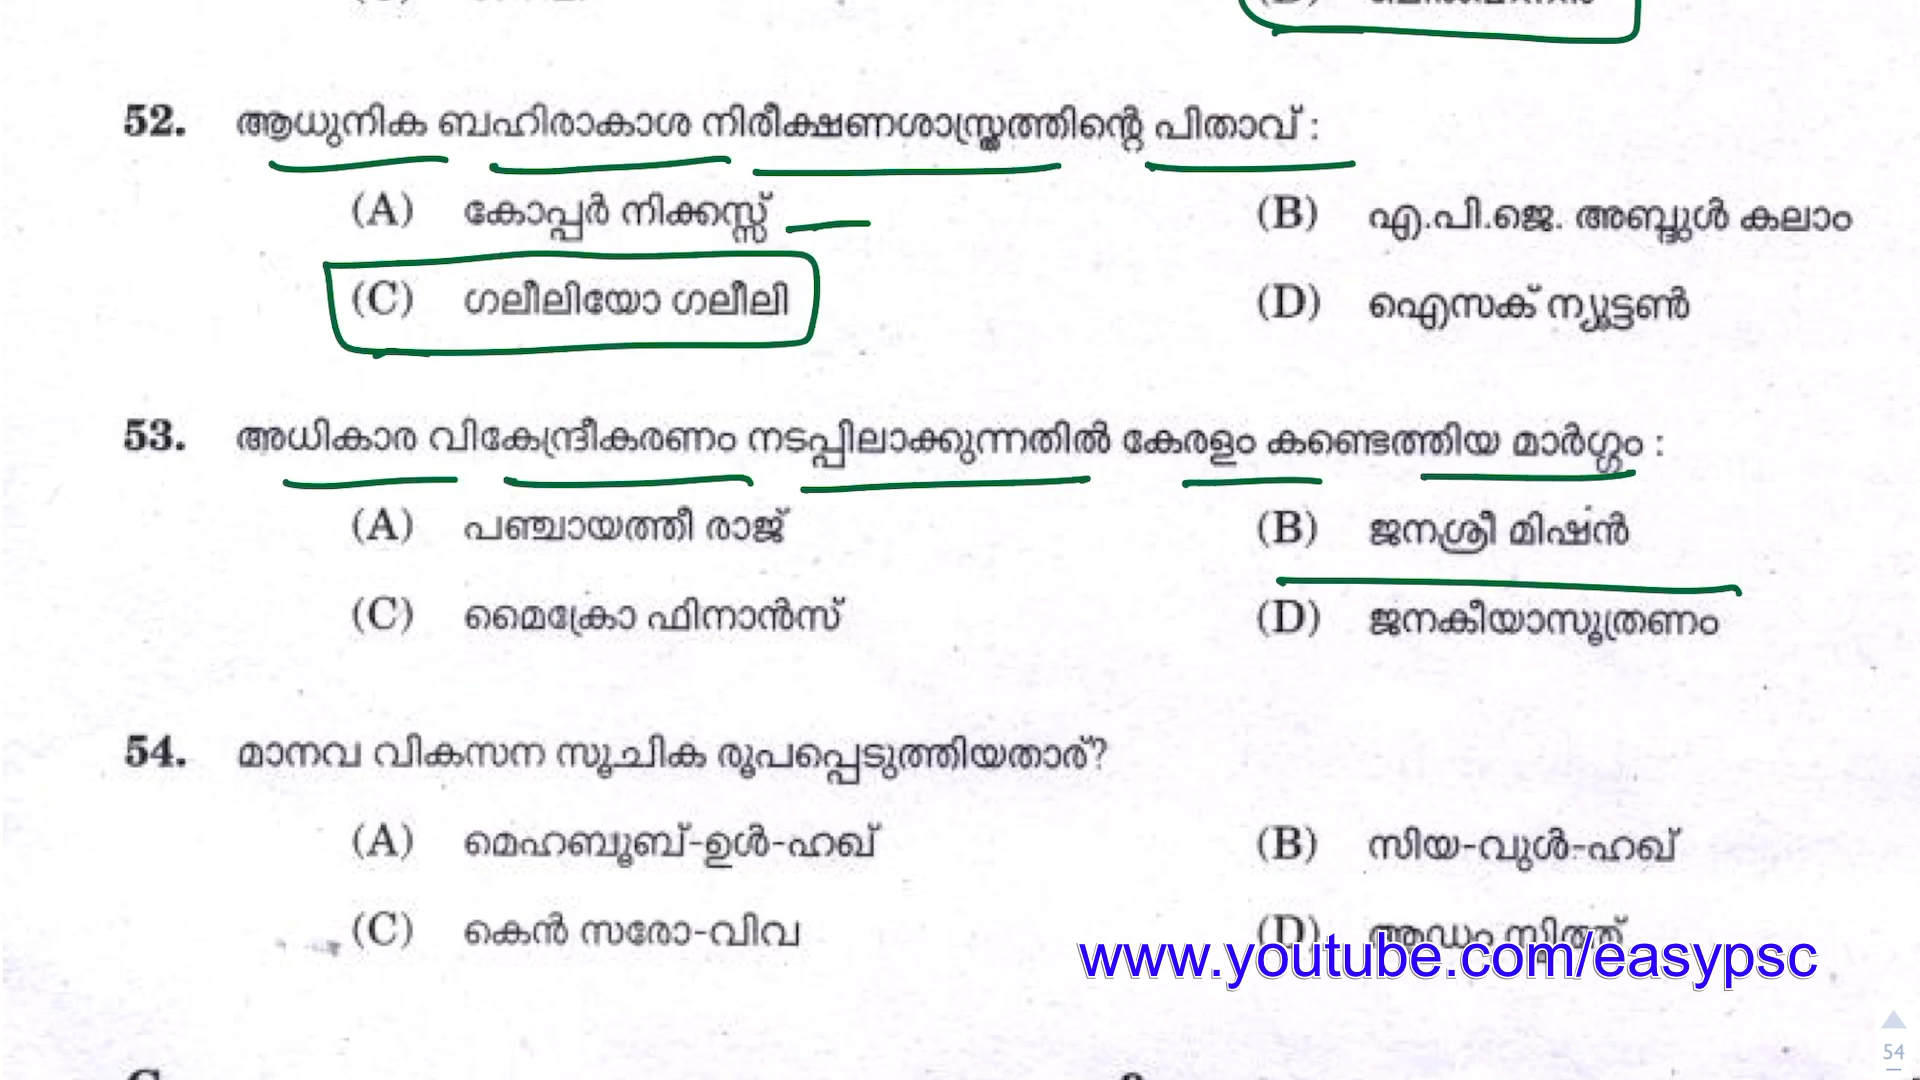 52. ആധുനിക ബഹിരാകാശ നിരീക്ഷണശാസ്ത്രത്തിന്റെ പിതാവ് :
(A) കോപ്പർ നിക്കസ്സ് (B) എ.പി.ജെ. അബ്ദുൾ കലാം
(C) ഗലീലിയോ ഗലീലി (D) ഐസക് ന്യൂട്ടൺ
53. അധികാര വികേന്ദ്രീകരണം നടപ്പിലാക്കുന്നതിൽ കേരളം കണ്ടെത്തിയ മാർഗ്ഗം :
(A) പഞ്ചായത്തീ രാജ് (B) ജനശ്രീ മിഷൻ
(C) മൈക്രോ ഫിനാൻസ് (D) ജനകീയാസൂത്രണം
54. മാനവ വികസന സൂചിക രൂപപ്പെടുത്തിയതാര്?
(A) മെഹബൂബ്-ഉൾ-ഹഖ് (B) സിയ-വുൾ-ഹഖ്
(C) കെൻ സരോ-വിവ (D) ആഡം സ്മിത്ത്
www.youtube.com/easypsc
54